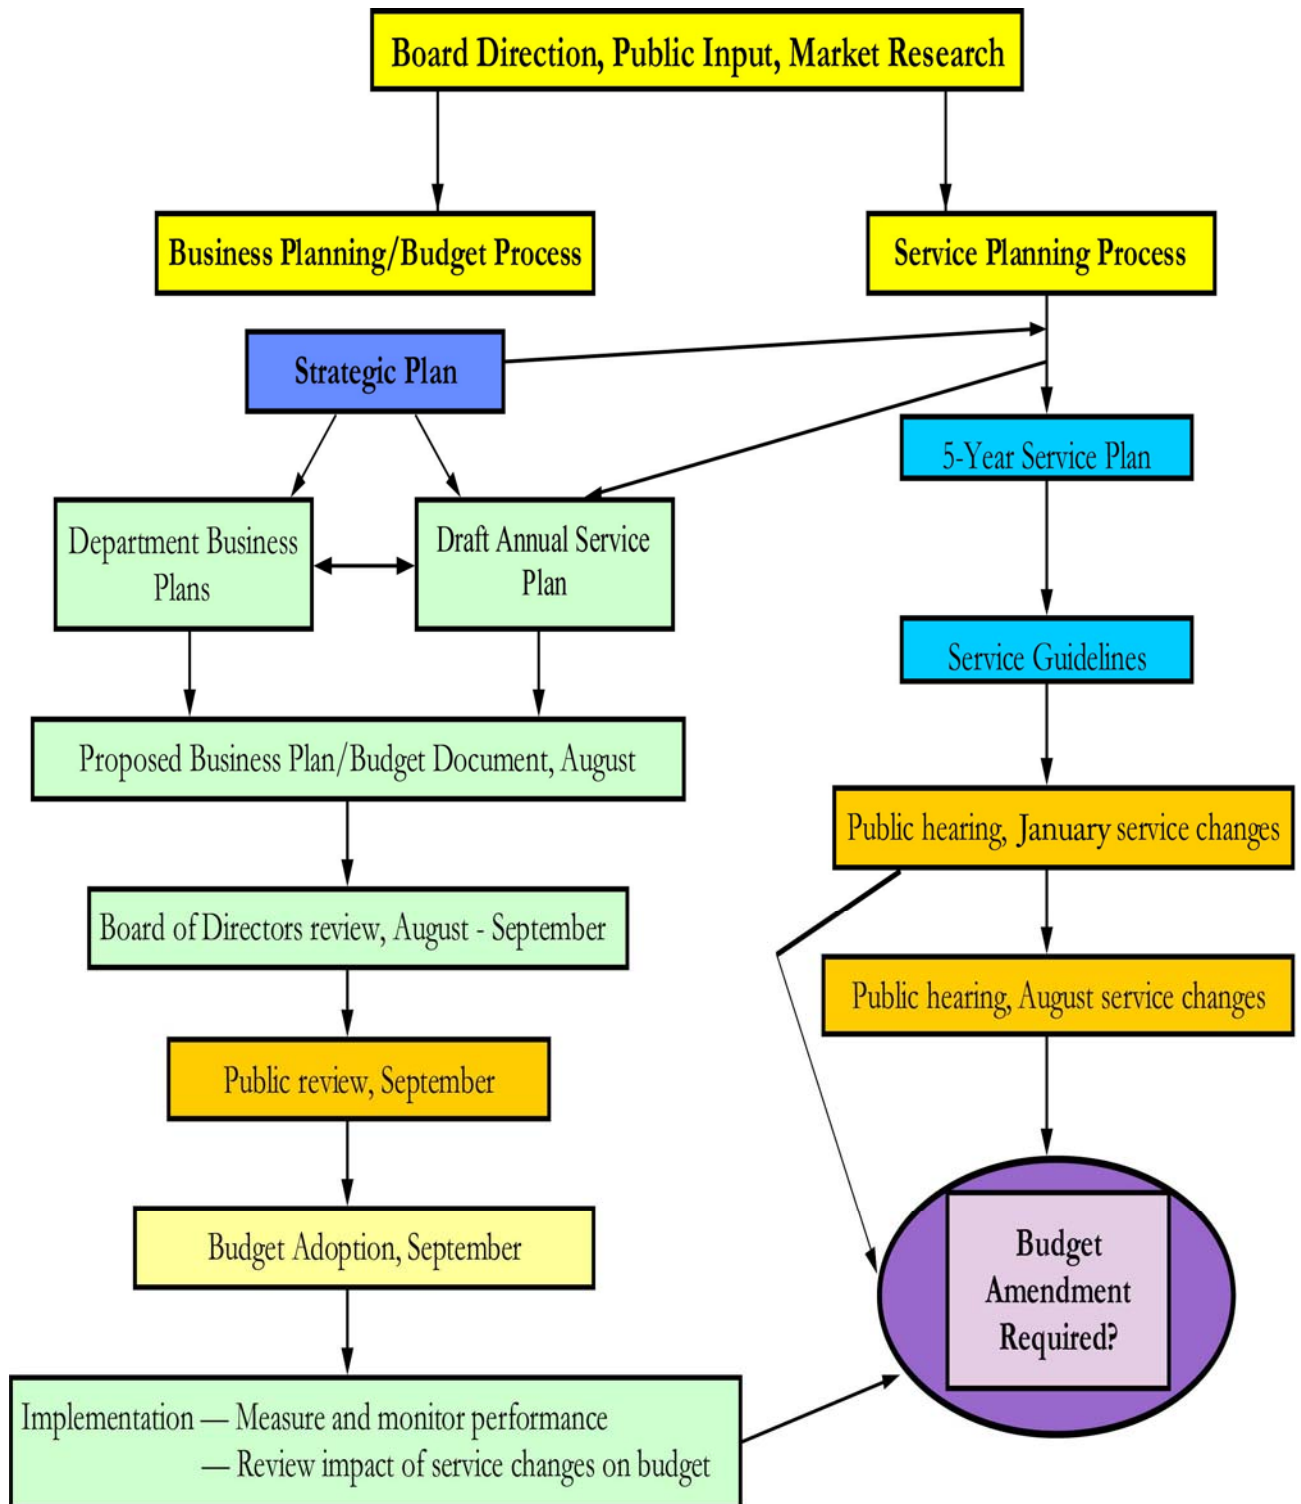 Board Direction, Public Input, Market Research
Business Planning/Budget Process
Service Planning Process
Strategic Plan
5-Year Service Plan
Department Business
Plans
Draft Annual Service
Plan
Service Guidelines
Proposed Business Plan/Budget Document, August
Public hearing, January service changes
Board of Directors review, August - September
Public hearing, August service changes
Public review, September
Budget Adoption, September
Budget
Amendment
Required?
Implementation — Measure and monitor performance
— Review impact of service changes on budget